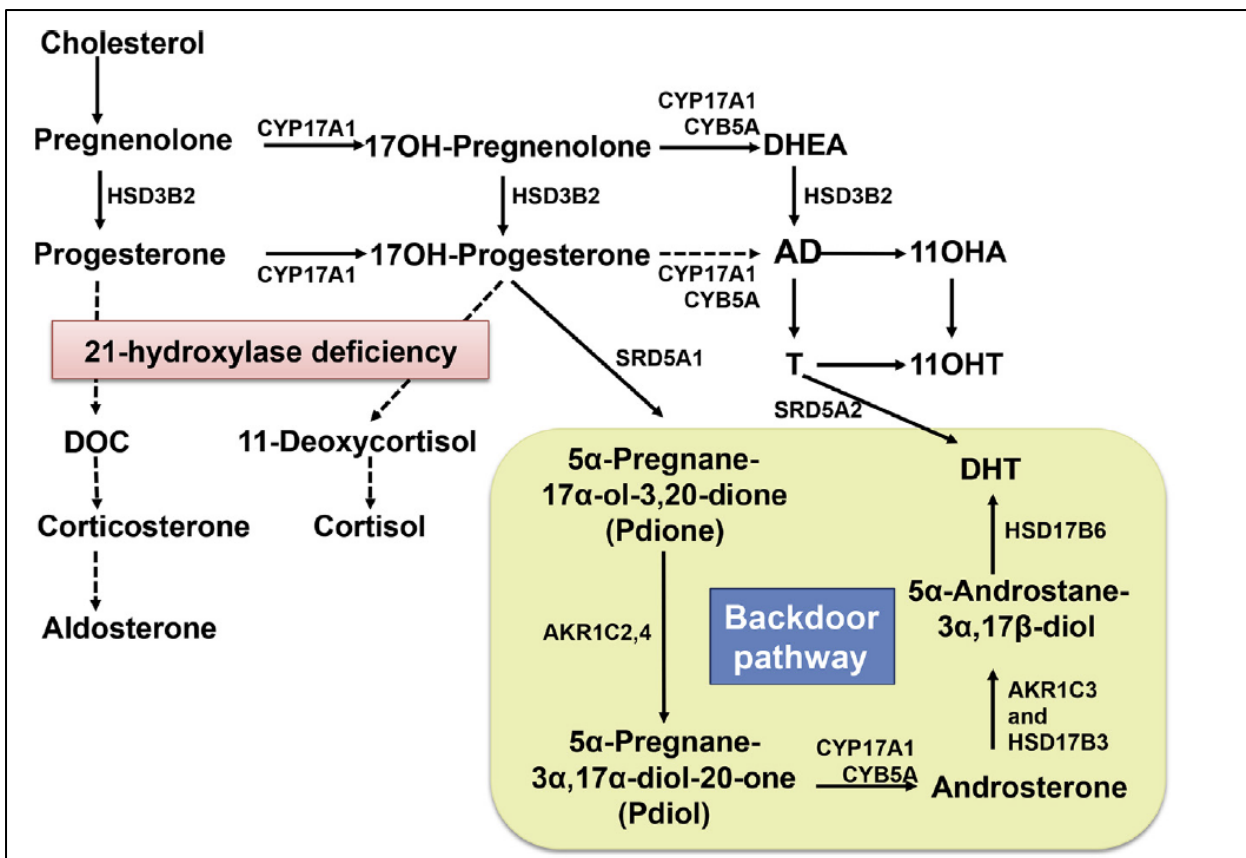 Cholesterol
CYP17A1
CYB5A
Pregnenolone
CYP17A1
17OH-Pregnenolone
DHEA
HSD3B2
HSD3B2
HSD3B2
Progesterone
CYP17A1
17OH-Progesterone
CYP17A1
CYB5A
AD
11OHA
21-hydroxylase deficiency
SRD5A1
T
11OHT
SRD5A2
DOC
11-Deoxycortisol
Corticosterone
Cortisol
Aldosterone
5α-Pregnane-
17α-ol-3,20-dione
(Pdione)
DHT
HSD17B6
AKR1C2,4
Backdoor
pathway
5α-Androstane-
3α,17β-diol
AKR1C3
and
HSD17B3
5α-Pregnane-
3α,17α-diol-20-one
(Pdiol)
CYP17A1
CYB5A
Androsterone